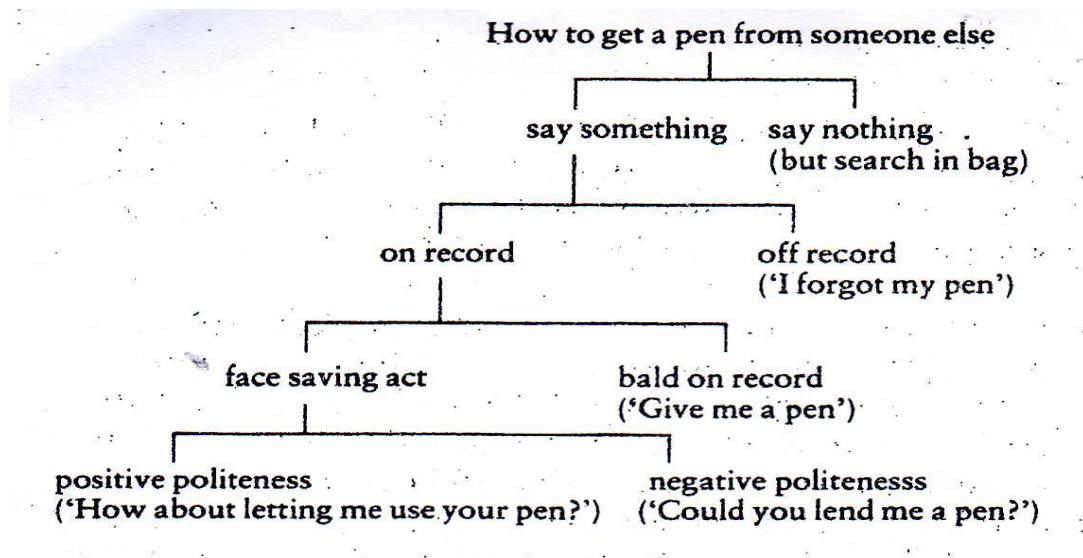 How to get a pen from someone else
say something say nothing
(but search in bag)
on record off record
('I forgot my pen')
face saving act bald on record
('Give me a pen')
positive politeness negative politenesss
('How about letting me use your pen?') ('Could you lend me a pen?')